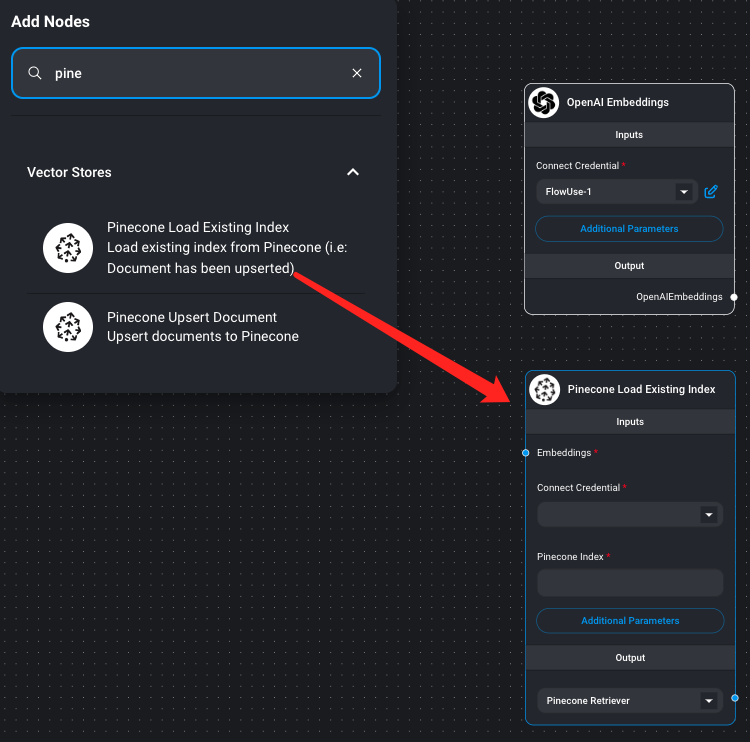 Add Nodes
pine
Vector Stores
Pinecone Load Existing Index
Load existing index from Pinecone (i.e:
Document has been upserted)
Pinecone Upsert Document
Upsert documents to Pinecone
OpenAI Embeddings
Inputs
Connect Credential *
FlowUse-1
Additional Parameters
Output
OpenAIEmbeddings
Pinecone Load Existing Index
Inputs
Embeddings *
Connect Credential *
Pinecone Index *
Additional Parameters
Output
Pinecone Retriever